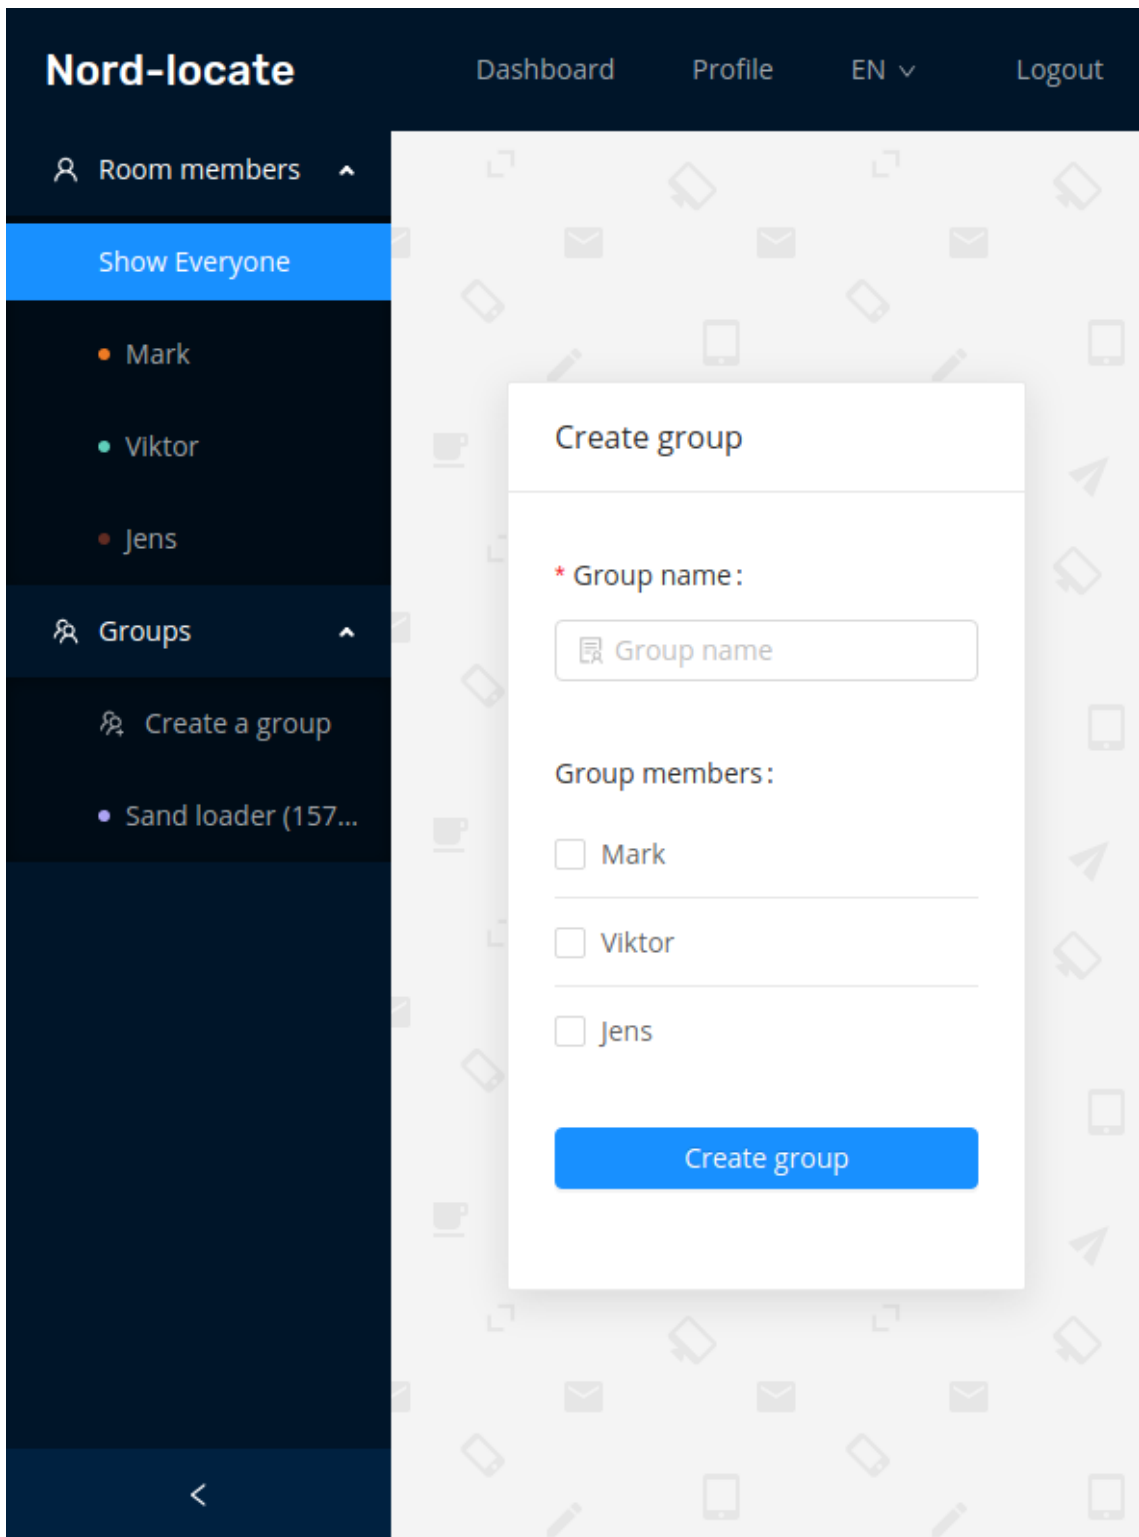 Nord-locate
Dashboard Profile EN Logout
Room members
Show Everyone
Mark
Viktor
Jens
Groups
Create a group
Sand loader (157...
Create group
* Group name:
Group name
Group members:
Mark
Viktor
Jens
Create group